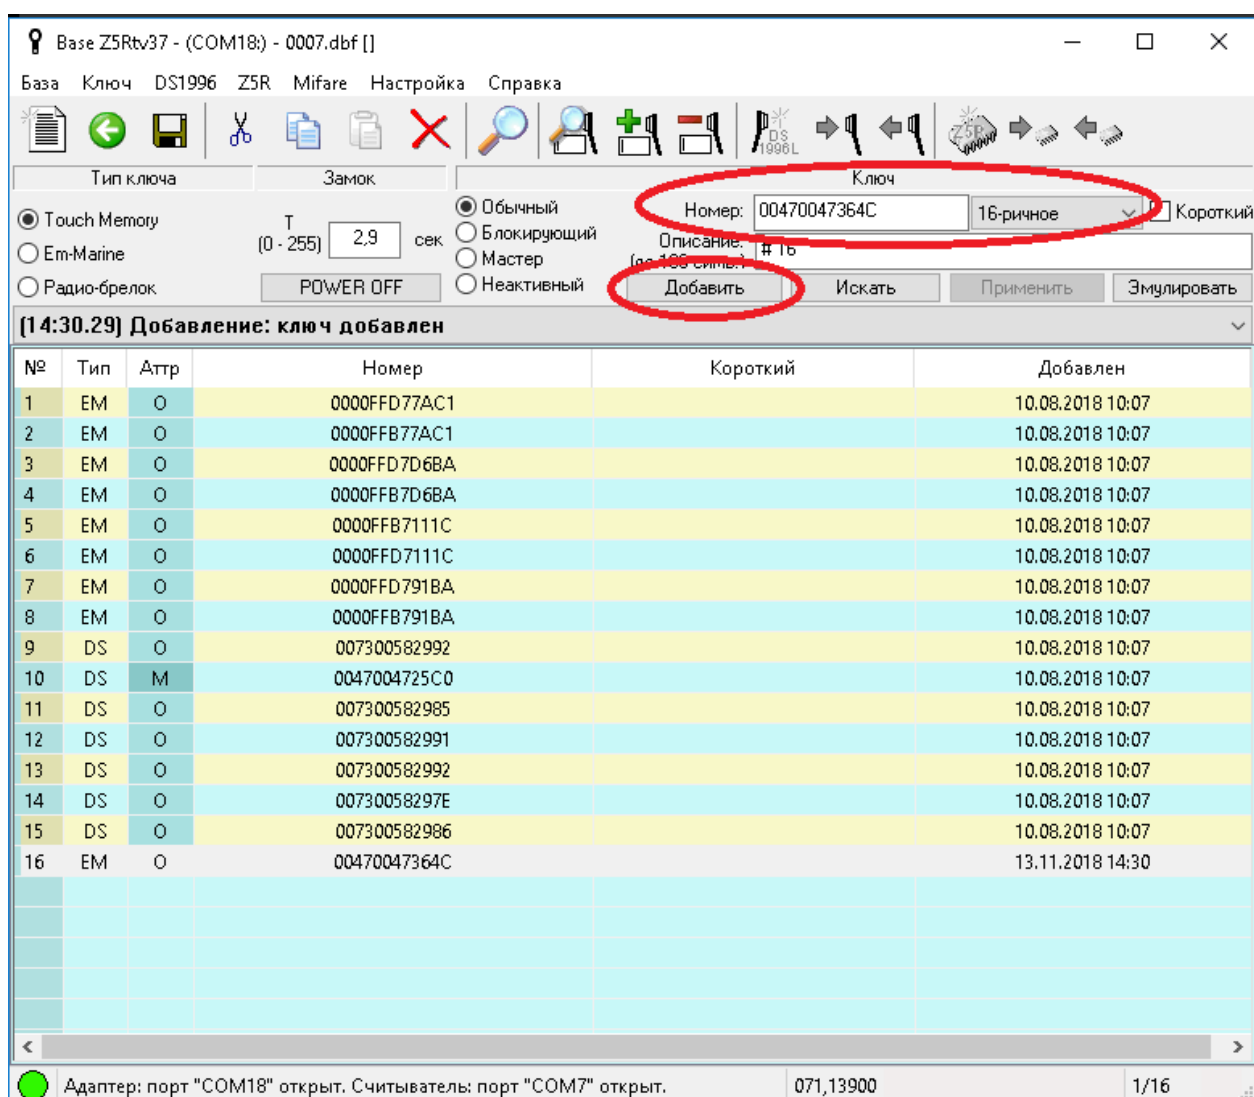 Base Z5Rtv37 - (COM18:) - 0007.dbf []
База Ключ DS1996 Z5R Mifare Настройка Справка
DS 1996L Z5R
Тип ключа Замок Ключ
Touch Memory
Em-Marine
Радио-брелок
T (0 - 255) 2,9 сек
POWER OFF
Обычный
Блокирующий
Мастер
Неактивный
Номер: 00470047364C 16-ричное Короткий
Описание: # 16
Добавить Искать Применить Эмулировать
(14:30.29) Добавление: ключ добавлен
№ Тип Аттр Номер Короткий Добавлен
1 EM О 0000FFD77AC1 10.08.2018 10:07
2 EM О 0000FFB77AC1 10.08.2018 10:07
3 EM О 0000FFD7D6BA 10.08.2018 10:07
4 EM О 0000FFB7D6BA 10.08.2018 10:07
5 EM О 0000FFB7111C 10.08.2018 10:07
6 EM О 0000FFD7111C 10.08.2018 10:07
7 EM О 0000FFD791BA 10.08.2018 10:07
8 EM О 0000FFB791BA 10.08.2018 10:07
9 DS О 007300582992 10.08.2018 10:07
10 DS М 0047004725C0 10.08.2018 10:07
11 DS О 007300582985 10.08.2018 10:07
12 DS О 007300582991 10.08.2018 10:07
13 DS О 007300582992 10.08.2018 10:07
14 DS О 00730058297E 10.08.2018 10:07
15 DS О 007300582986 10.08.2018 10:07
16 EM О 00470047364C 13.11.2018 14:30
Адаптер: порт "COM18" открыт. Считыватель: порт "COM7" открыт. 071,13900 1/16